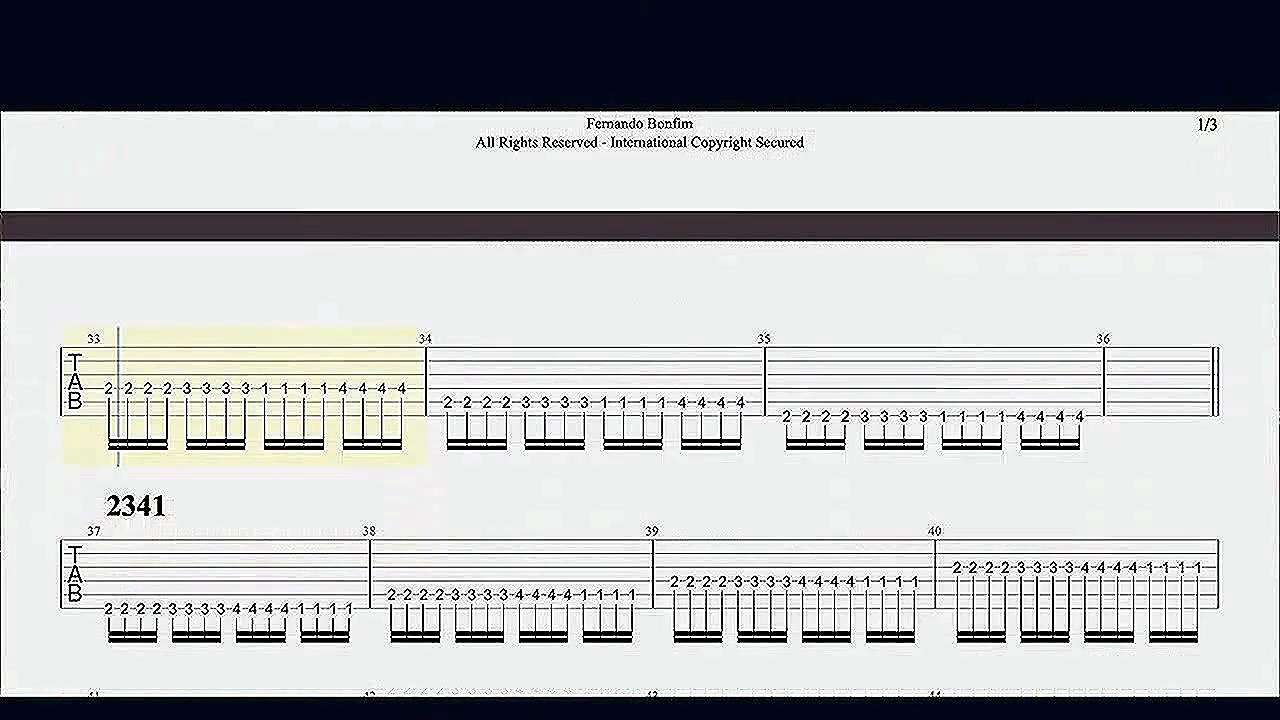 Fernando Bonfim 1/3
All Rights Reserved - International Copyright Secured
33 34 35 36
T
A
B
2 2 2 2 3 3 3 3 1 1 1 1 4 4 4 4
2 2 2 2 3 3 3 3 1 1 1 1 4 4 4 4
2 2 2 2 3 3 3 3 1 1 1 1 4 4 4 4
2341
37 38 39 40
T
A
B
2 2 2 2 3 3 3 3 4 4 4 4 1 1 1 1
2 2 2 2 3 3 3 3 4 4 4 4 1 1 1 1
2 2 2 2 3 3 3 3 4 4 4 4 1 1 1 1
2 2 2 2 3 3 3 3 4 4 4 4 1 1 1 1